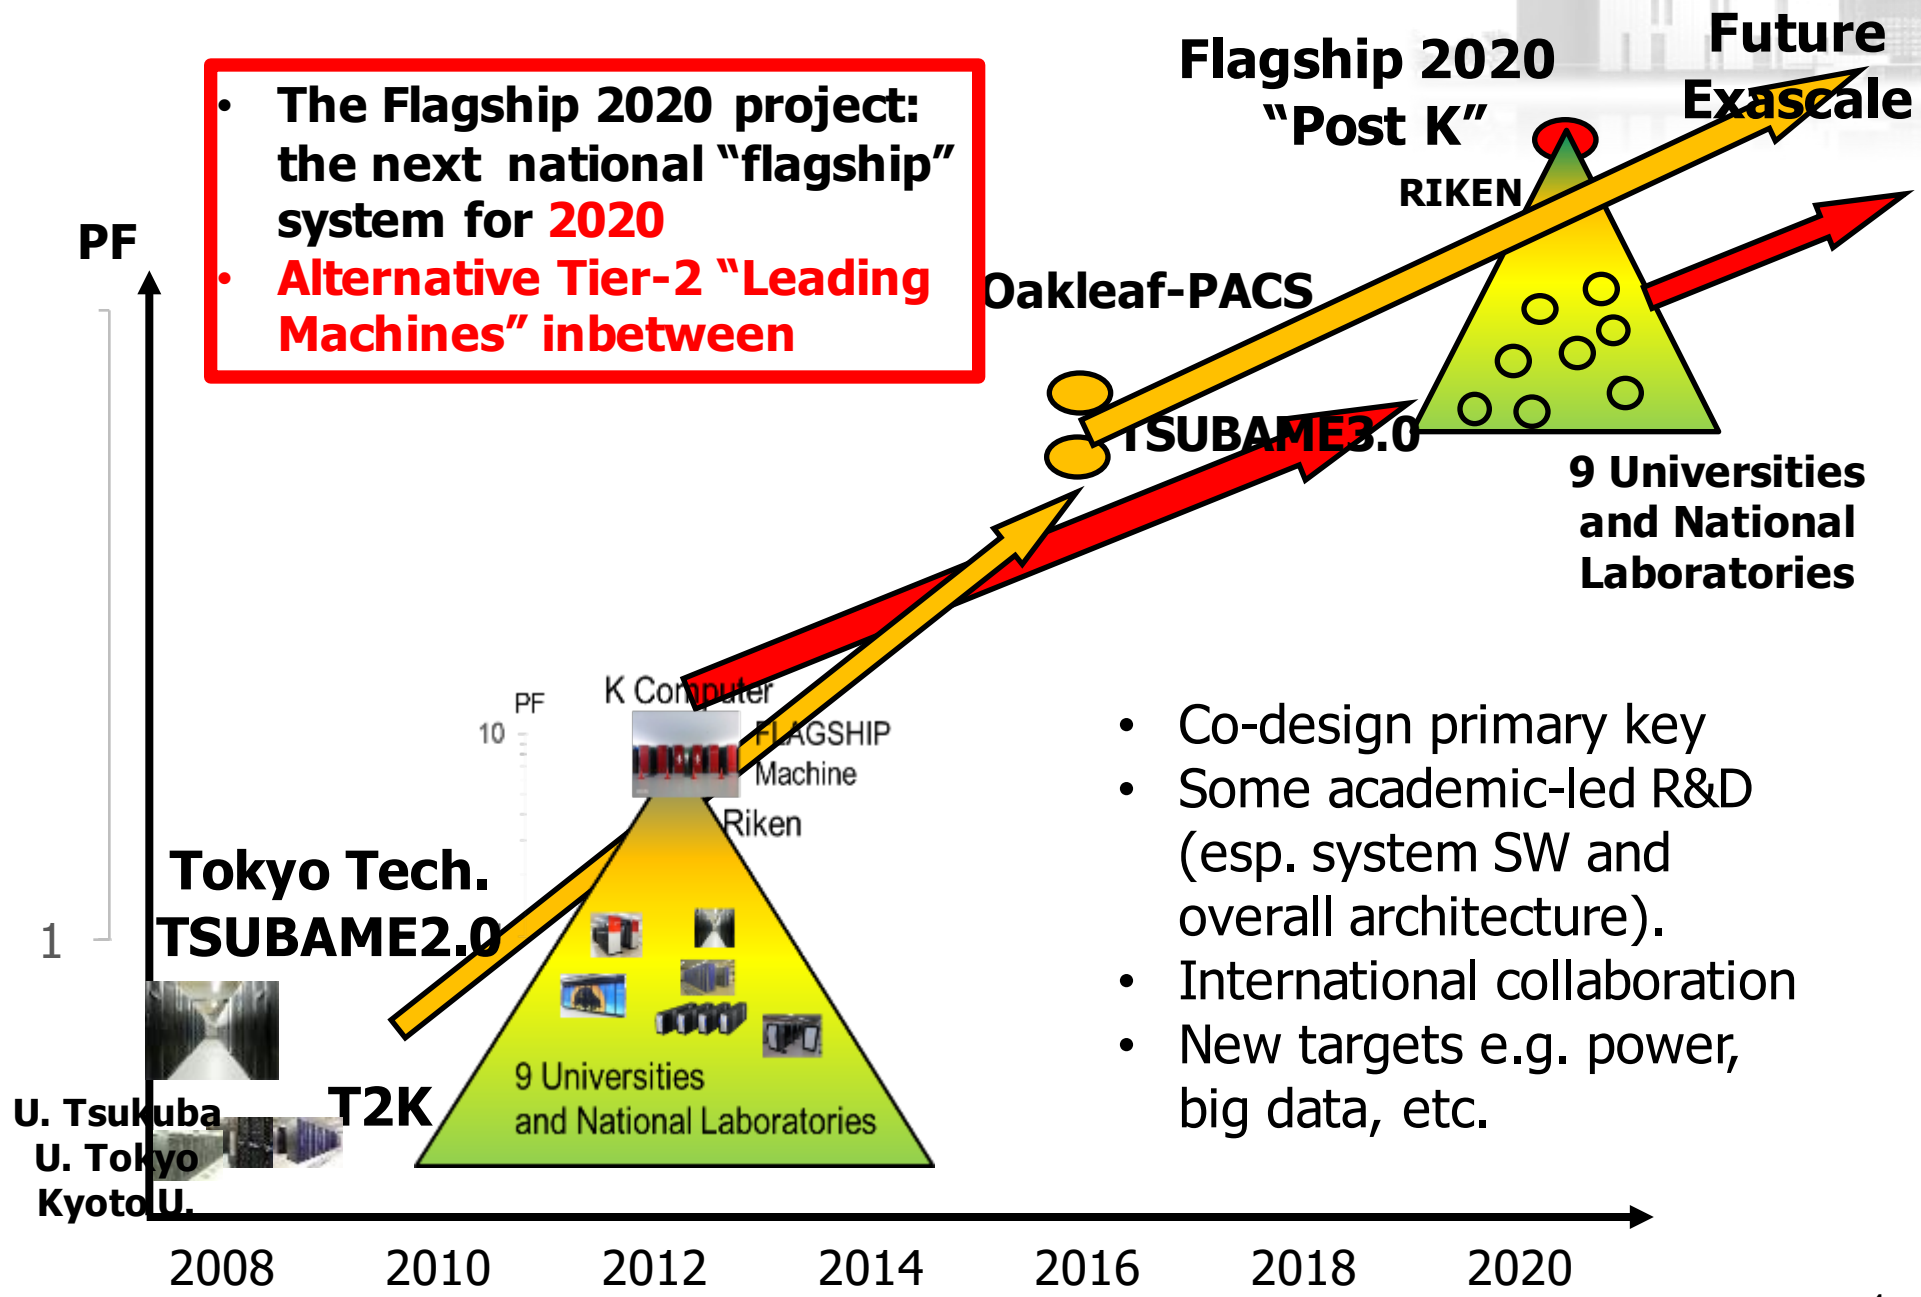 Future
Exascale
Flagship 2020
“Post K”
RIKEN
• The Flagship 2020 project:
the next national “flagship”
system for 2020
• Alternative Tier-2 “Leading
Machines” inbetween
PF
Oakleaf-PACS
TSUBAME3.0
9 Universities
and National
Laboratories
PF
10
K Computer
FLAGSHIP
Machine
Riken
• Co-design primary key
• Some academic-led R&D
(esp. system SW and
overall architecture).
• International collaboration
• New targets e.g. power,
big data, etc.
1
Tokyo Tech.
TSUBAME2.0
T2K
9 Universities
and National Laboratories
U. Tsukuba
U. Tokyo
Kyoto U.
2008 2010 2012 2014 2016 2018 2020